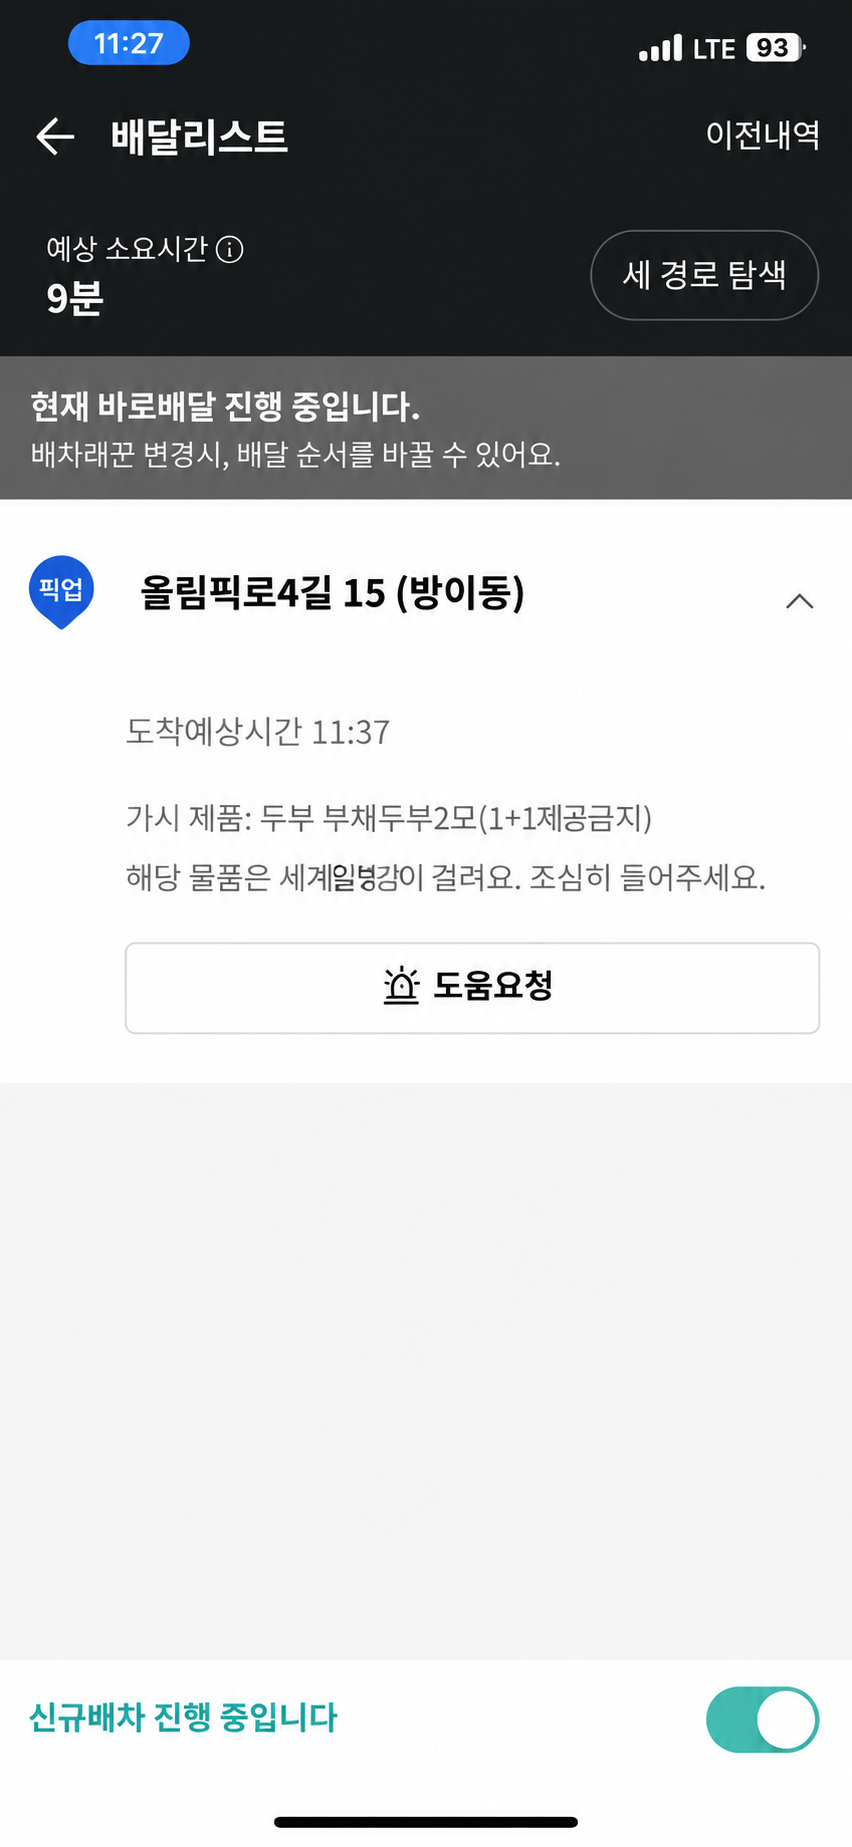 11:27
LTE 93
배달리스트
이전내역
예상 소요시간
9분
세 경로 탐색
현재 바로배달 진행 중입니다.
배차래꾼 변경시, 배달 순서를 바꿀 수 있어요.
픽업
올림픽로4길 15 (방이동)
도착예상시간 11:37
가시 제품: 두부 부채두부2모(1+1제공금지)
해당 물품은 걸려요. 조심히 들어주세요.
도움요청
신규배차 진행 중입니다